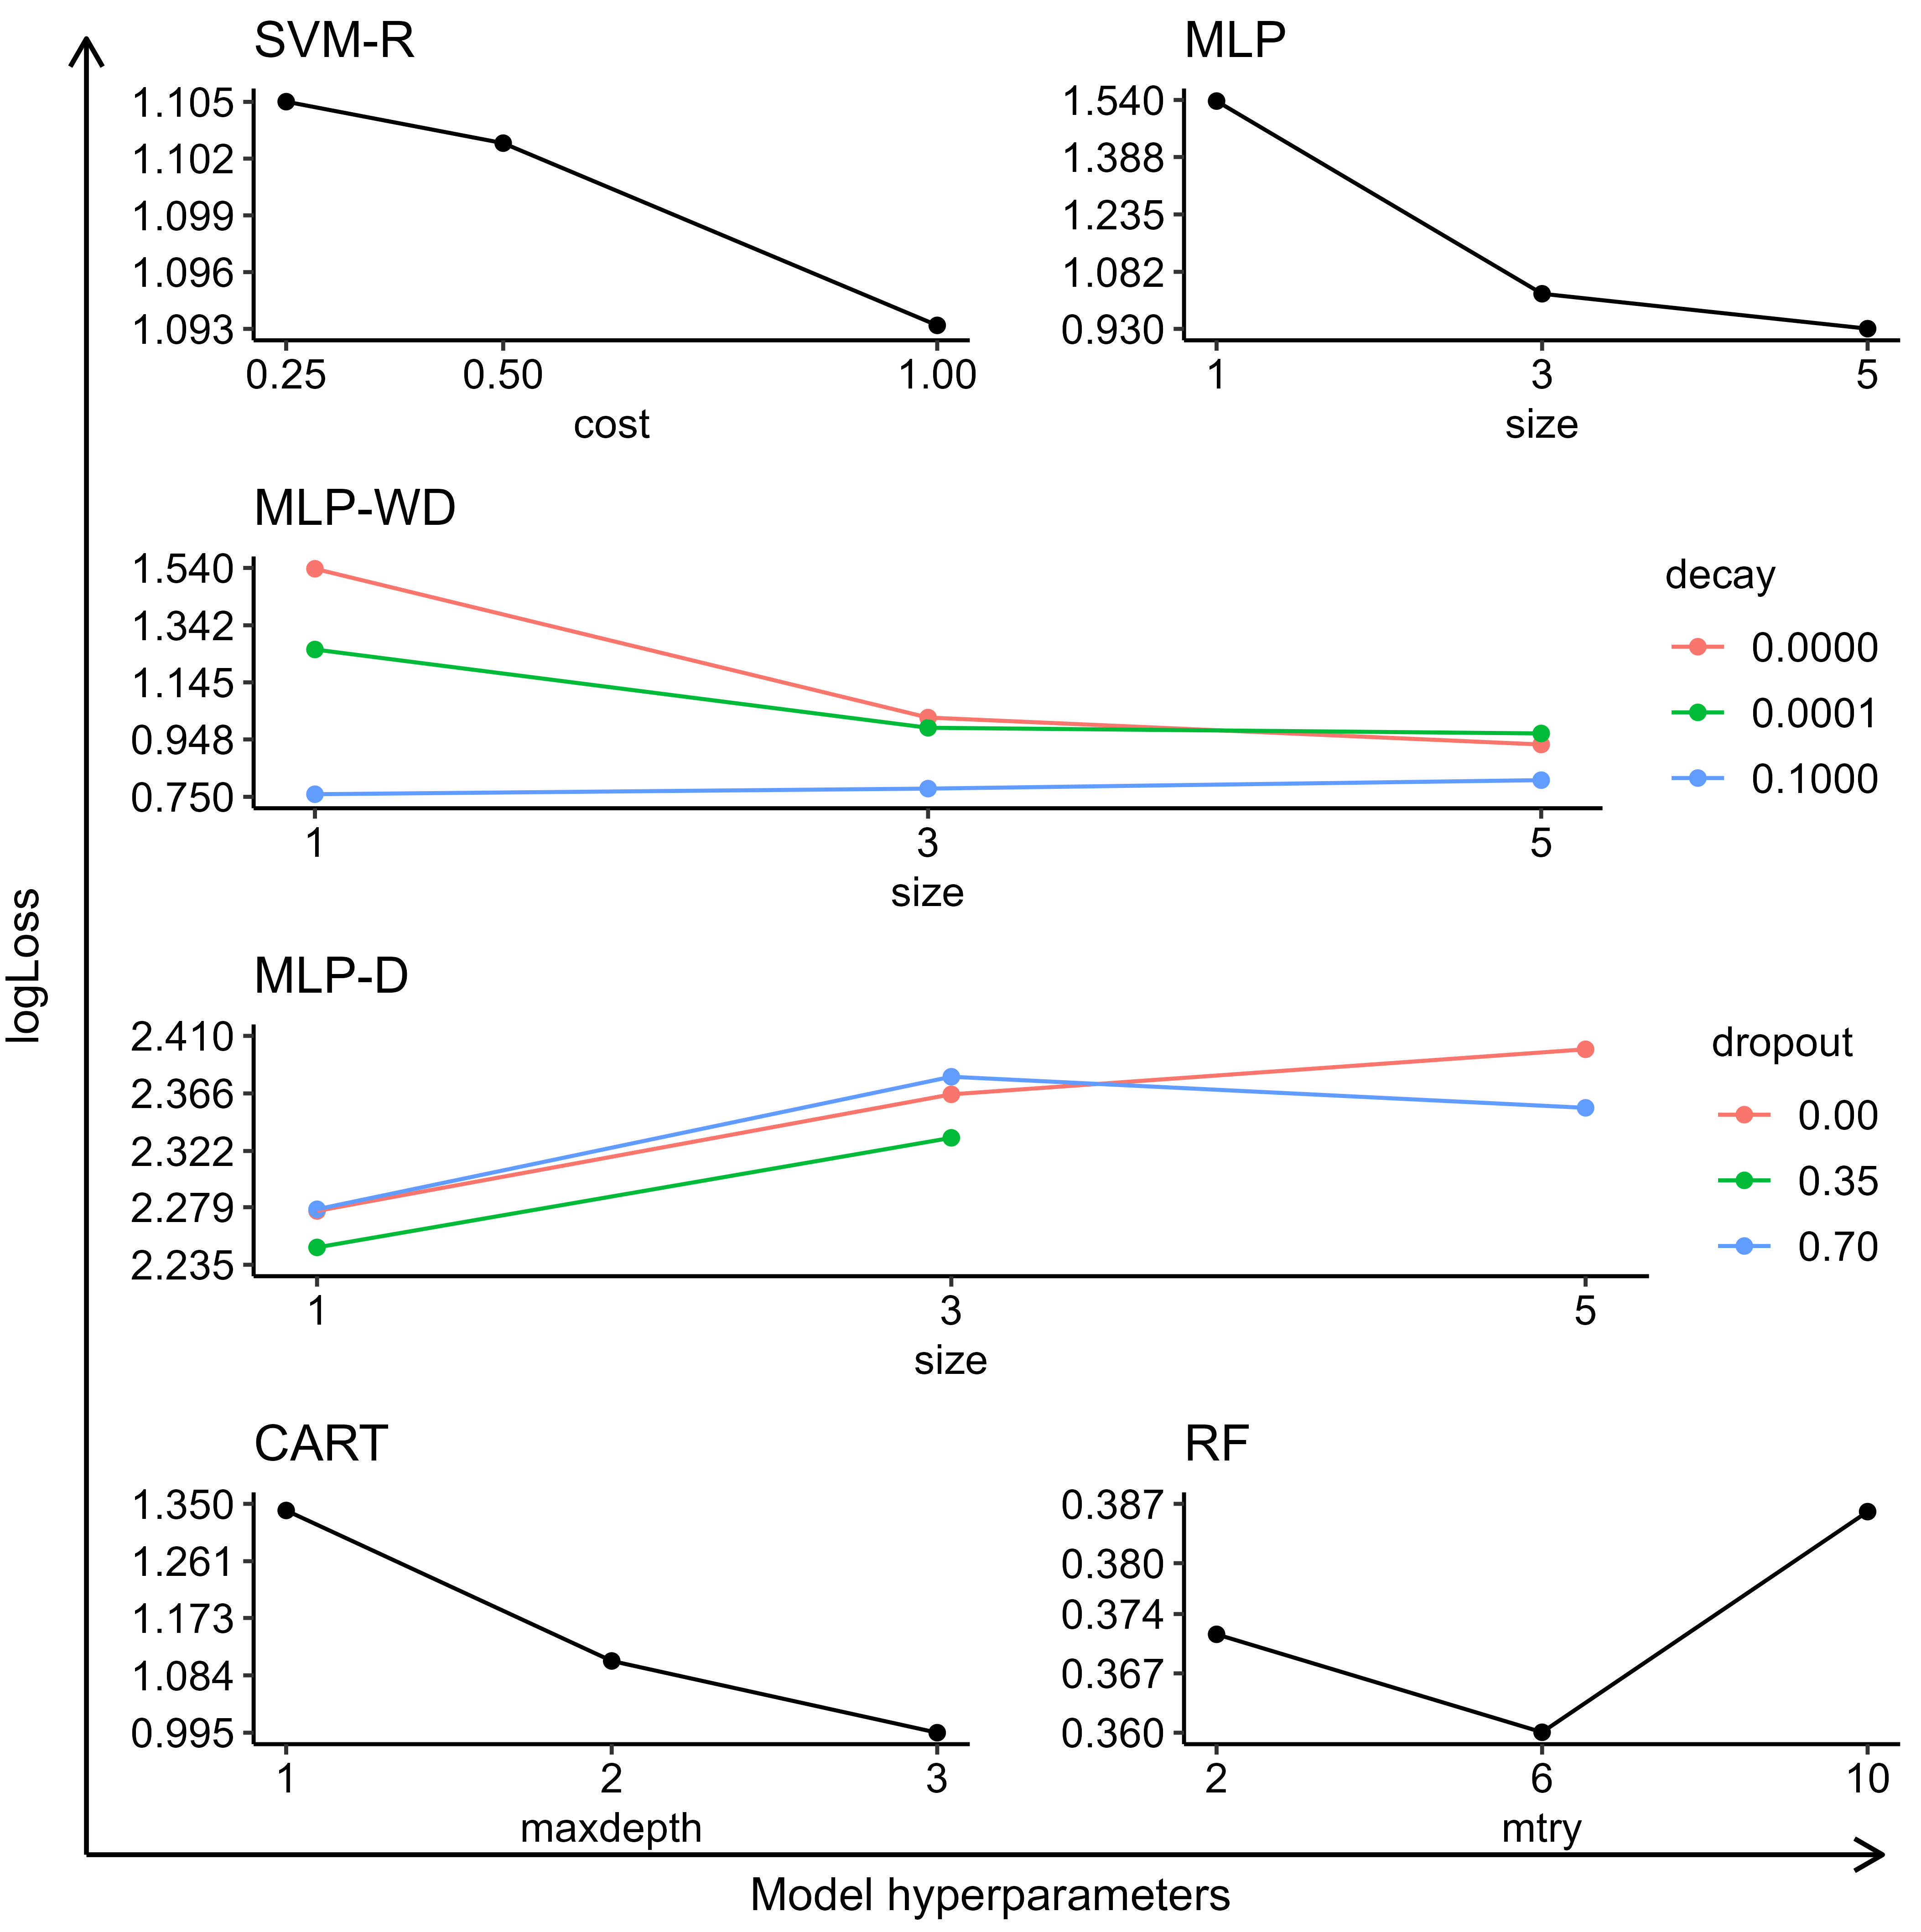 SVM-R
1.105
1.102
1.099
1.096
1.093
0.25 0.50 1.00
cost
MLP
1.540
1.388
1.235
1.082
0.930
1 3 5
size
MLP-WD
1.540
1.342
1.145
0.948
0.750
1 3 5
size
decay
0.0000
0.0001
0.1000
logLoss
MLP-D
2.410
2.366
2.322
2.279
2.235
1 3 5
size
dropout
0.00
0.35
0.70
CART
1.350
1.261
1.173
1.084
0.995
1 2 3
maxdepth
RF
0.387
0.380
0.374
0.367
0.360
2 6 10
mtry
Model hyperparameters